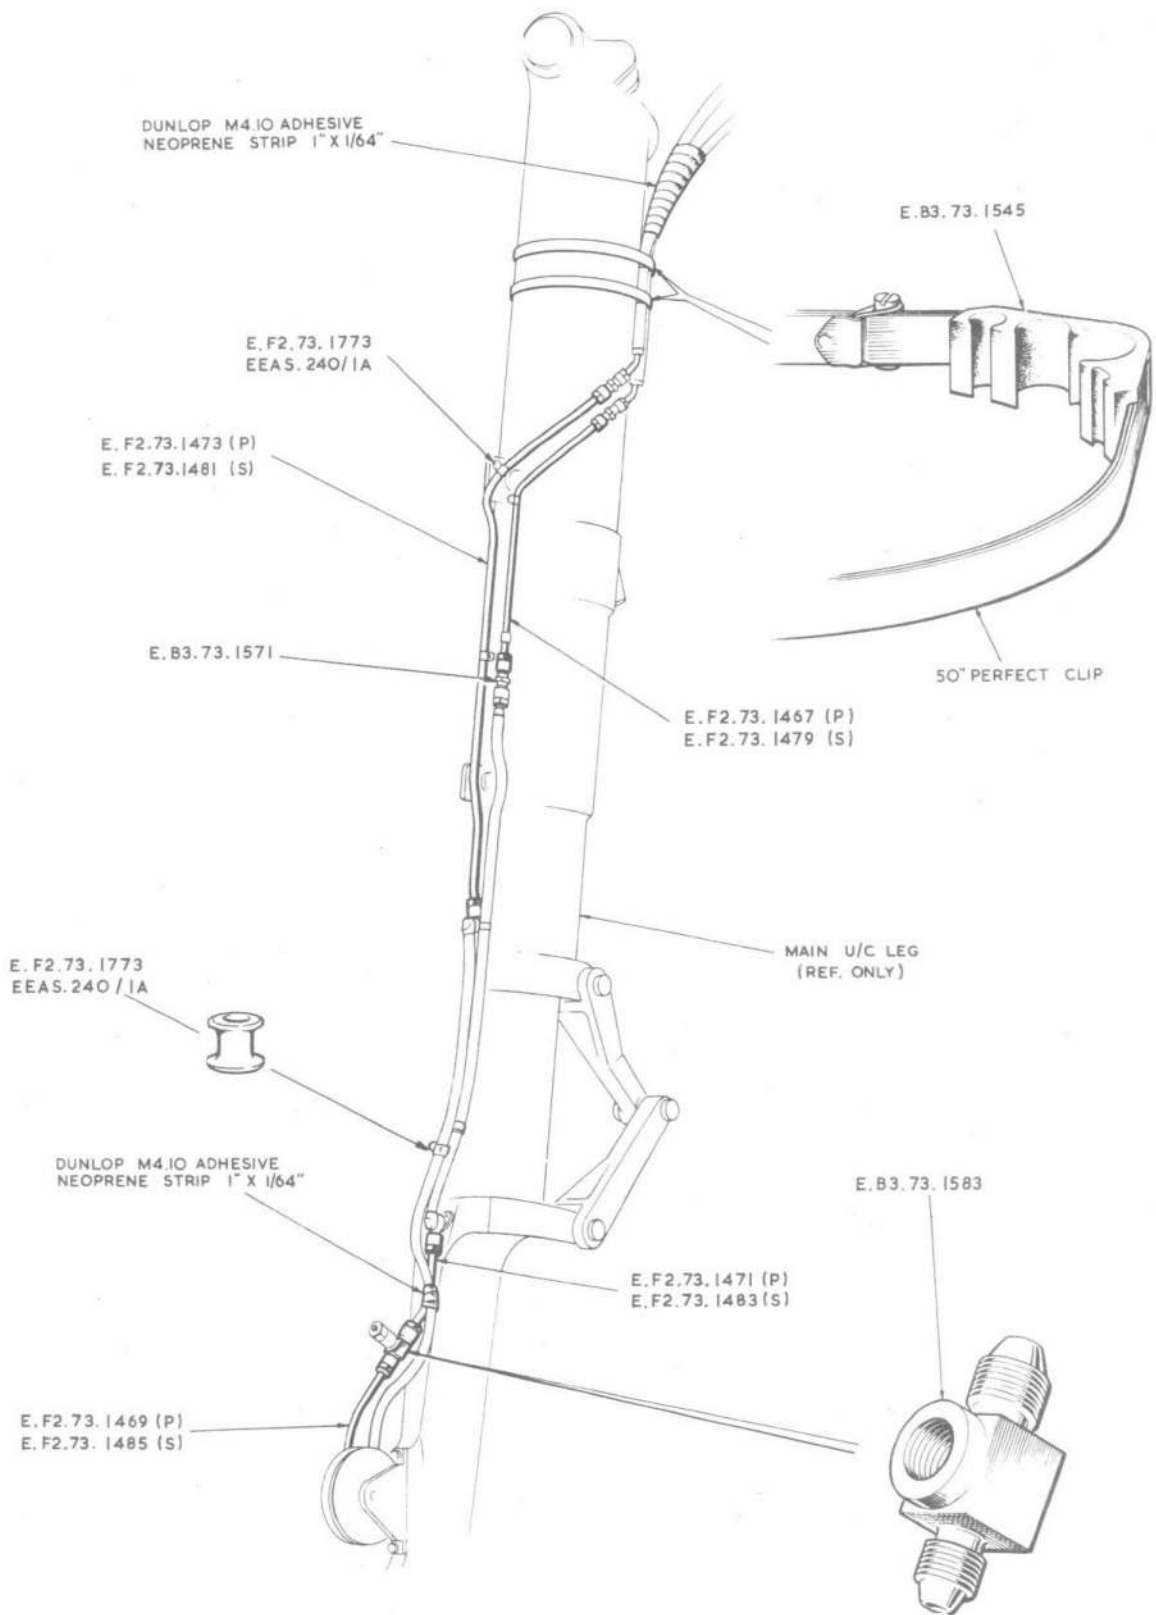 DUNLOP M4.10 ADHESIVE
NEOPRENE STRIP 1" X 1/64"
E.B3.73.1545
E.F2.73.1773
EEAS.240/1A
E.F2.73.1473 (P)
E.F2.73.1481 (S)
E.B3.73.1571
50" PERFECT CLIP
E.F2.73.1467 (P)
E.F2.73.1479 (S)
MAIN U/C LEG
(REF. ONLY)
E.F2.73.1773
EEAS.240/1A
DUNLOP M4.10 ADHESIVE
NEOPRENE STRIP 1" X 1/64"
E.B3.73.1583
E.F2.73.1471 (P)
E.F2.73.1483 (S)
E.F2.73.1469 (P)
E.F2.73.1485 (S)